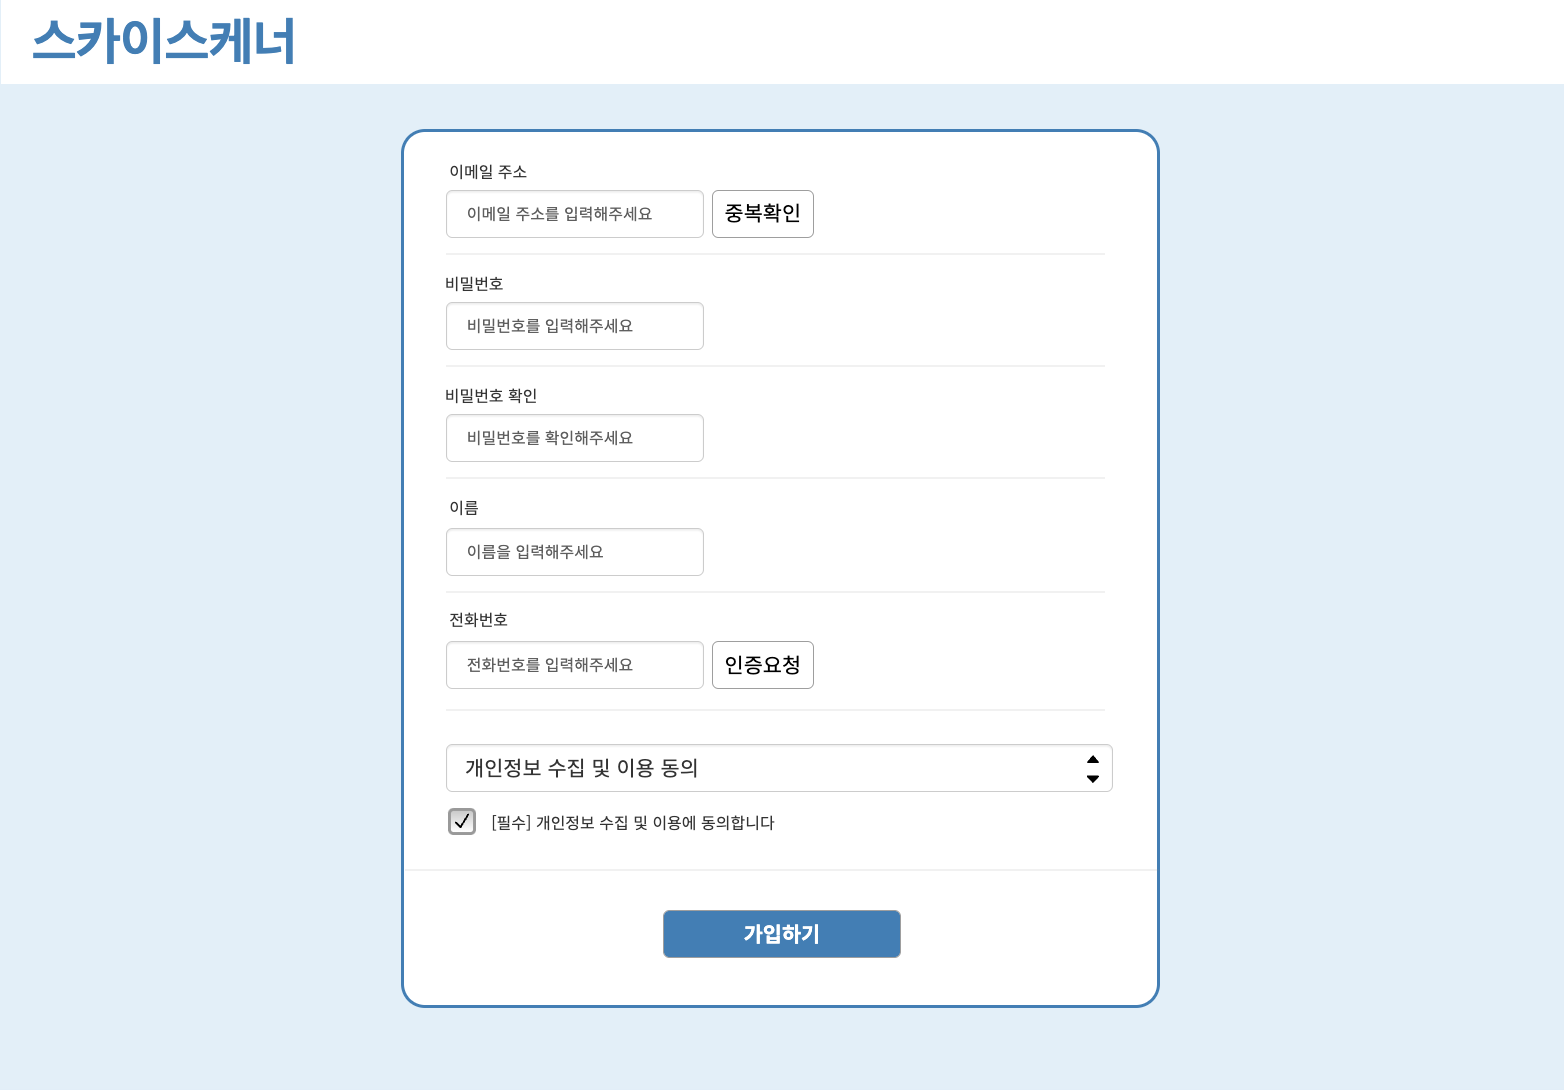 스카이스케너
이메일 주소
이메일 주소를 입력해주세요
중복확인
비밀번호
비밀번호를 입력해주세요
비밀번호 확인
비밀번호를 확인해주세요
이름
이름을 입력해주세요
전화번호
전화번호를 입력해주세요
인증요청
개인정보 수집 및 이용 동의
[필수] 개인정보 수집 및 이용에 동의합니다
가입하기